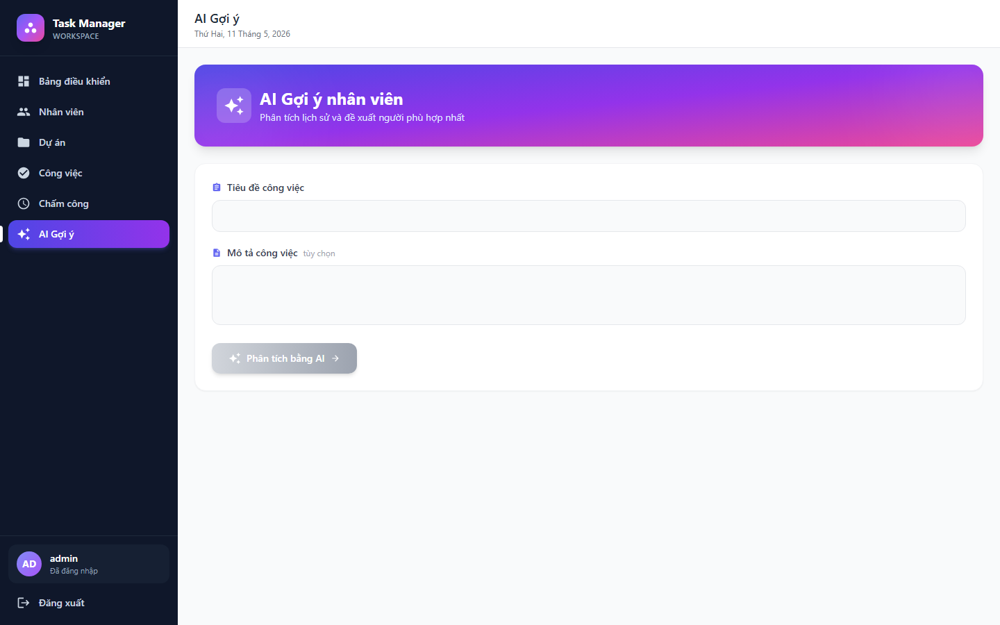 Task Manager
WORKSPACE
Bảng điều khiển
Nhân viên
Dự án
Công việc
Chấm công
AI Gợi ý
AD
admin
Đã đăng nhập
Đăng xuất
AI Gợi ý
Thứ Hai, 11 Tháng 5, 2026
AI Gợi ý nhân viên
Phân tích lịch sử và đề xuất người phù hợp nhất
Tiêu đề công việc
Mô tả công việc tùy chọn
Phân tích bằng AI →